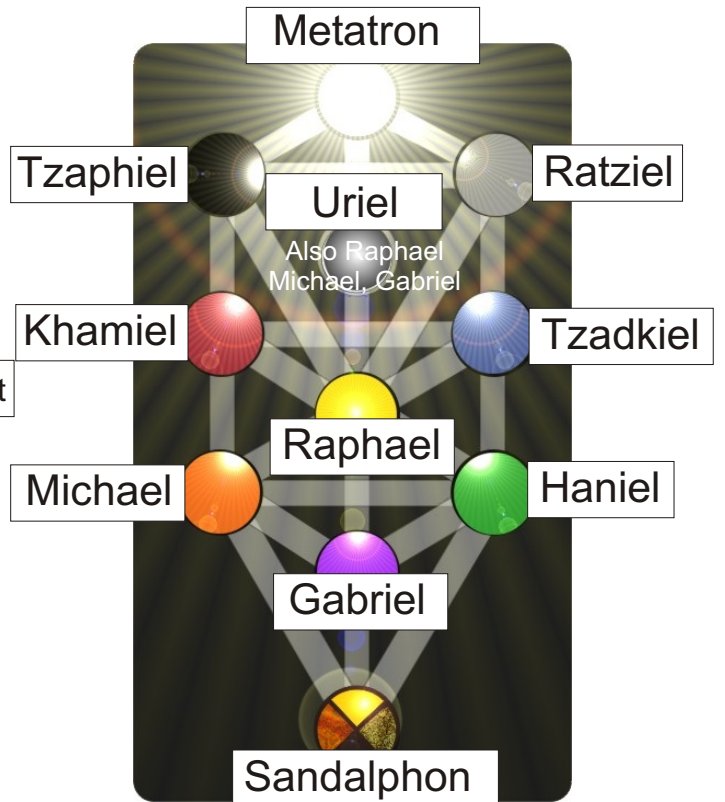 Metatron
Tzaphiel
Ratziel
Uriel
Also Raphael
Michael, Gabriel
Khamiel
Tzadkiel
t
Raphael
Michael
Haniel
Gabriel
Sandalphon